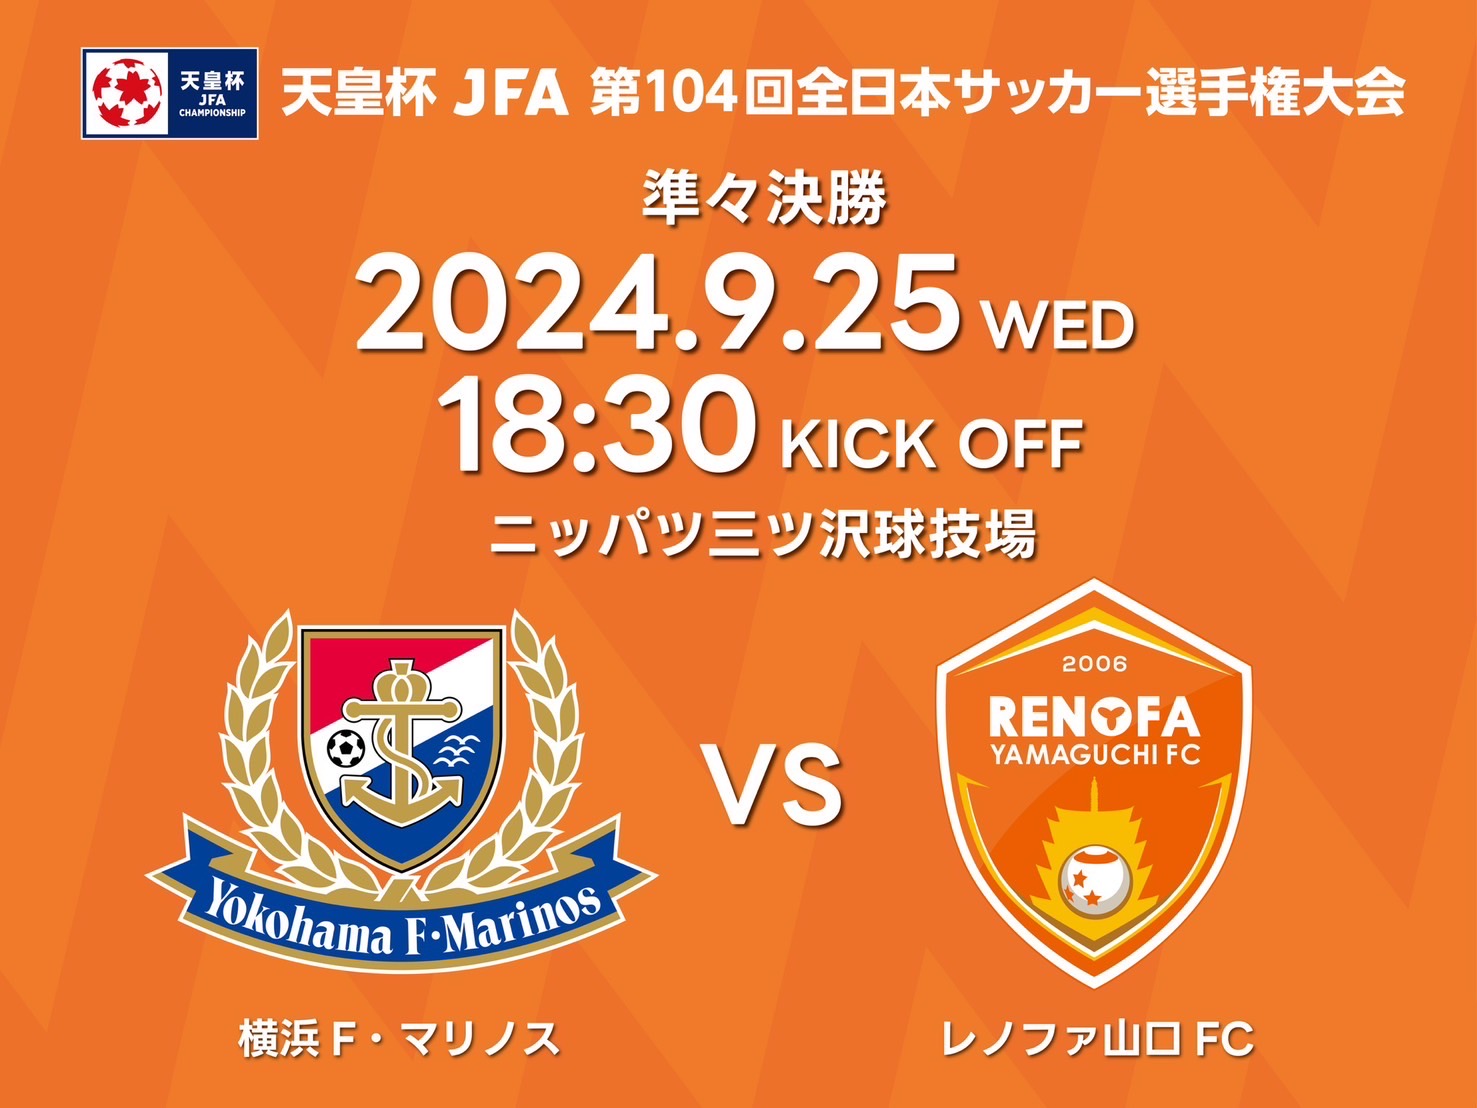 天皇杯
JFA
CHAMPIONSHIP
天皇杯 JFA 第104回全日本サッカー選手権大会
準々決勝
2024.9.25 WED
18:30 KICK OFF
ニッパツ三ツ沢球技場
Yokohama F·Marinos
VS
2006
RENOFA
YAMAGUCHI FC
横浜 F・マリノス
レノファ山口 FC